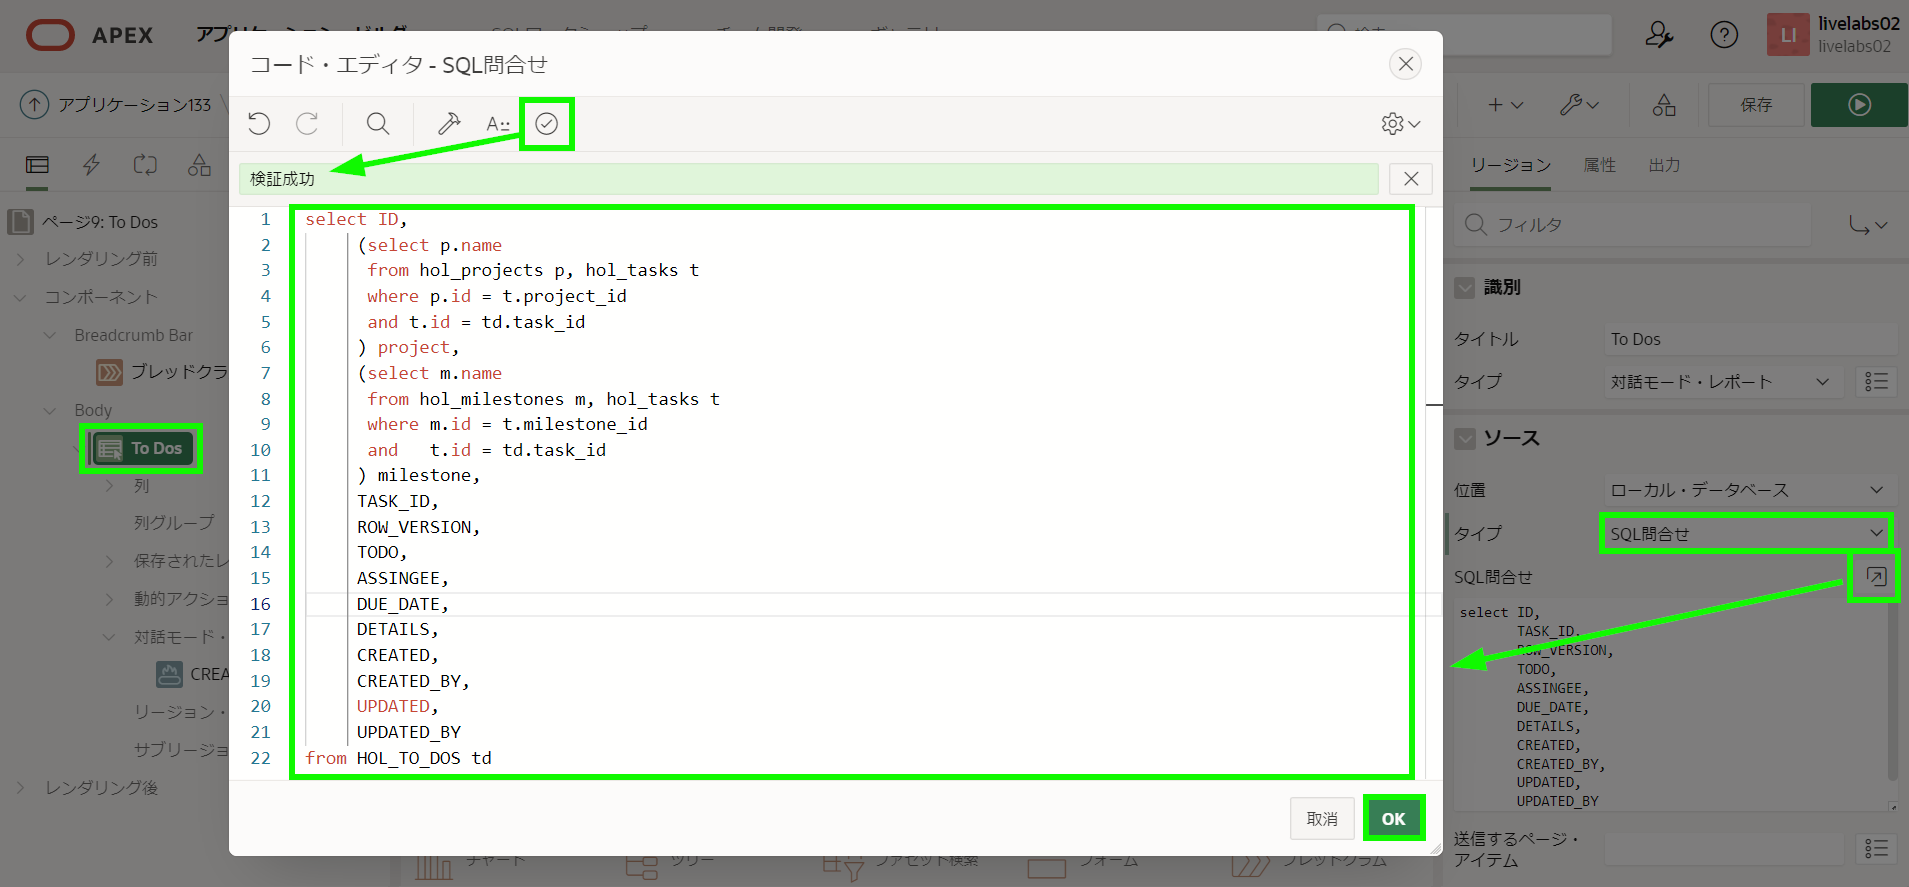 APEX
livelabs02
LI
livelabs02
アプリケーション133
保存
ページ9: To Dos
レンダリング前
コンポーネント
Breadcrumb Bar
ブレッドクラ
Body
To Dos
列
列グループ
保存されたレ
動的アクショ
対話モード・
CREA
リージョン・
サブリージョ
レンダリング後
コード・エディタ - SQL問合せ
検証成功
1 select ID,
2 (select p.name
3 from hol_projects p, hol_tasks t
4 where p.id = t.project_id
5 and t.id = td.task_id
6 ) project,
7 (select m.name
8 from hol_milestones m, hol_tasks t
9 where m.id = t.milestone_id
10 and   t.id = td.task_id
11 ) milestone,
12 TASK_ID,
13 ROW_VERSION,
14 TODO,
15 ASSINGEE,
16 DUE_DATE,
17 DETAILS,
18 CREATED,
19 CREATED_BY,
20 UPDATED,
21 UPDATED_BY
22 from HOL_TO_DOS td
取消
OK
リージョン 属性 出力
フィルタ
識別
タイトル To Dos
タイプ 対話モード・レポート
ソース
位置 ローカル・データベース
タイプ SQL問合せ
SQL問合せ
select ID,
TASK_ID,
ROW_VERSION,
TODO,
ASSINGEE,
DUE_DATE,
DETAILS,
CREATED,
CREATED_BY,
UPDATED,
UPDATED_BY
送信するページ・
アイテム
チャート ツリー ファセット検索 フォーム ブレッドクラム